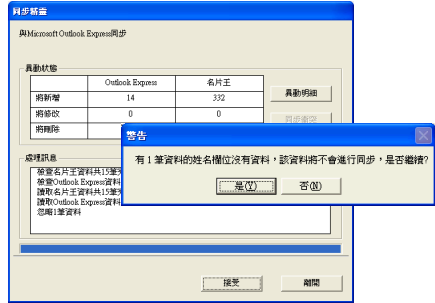 同步精靈
與Microsoft Outlook Express同步
異動狀態
Outlook Express 名片王
將新增 14 332
將修改 0 0
將刪除
異動明細
同步衝突
警告
有 1 筆資料的姓名欄位沒有資料，該資料將不會進行同步，是否繼續?
是(Y) 否(N)
處理訊息
檢查名片王資料共15筆
檢查Outlook Express資料
讀取名片王資料共15筆
讀取Outlook Express資料
忽略1筆資料
接受 離開